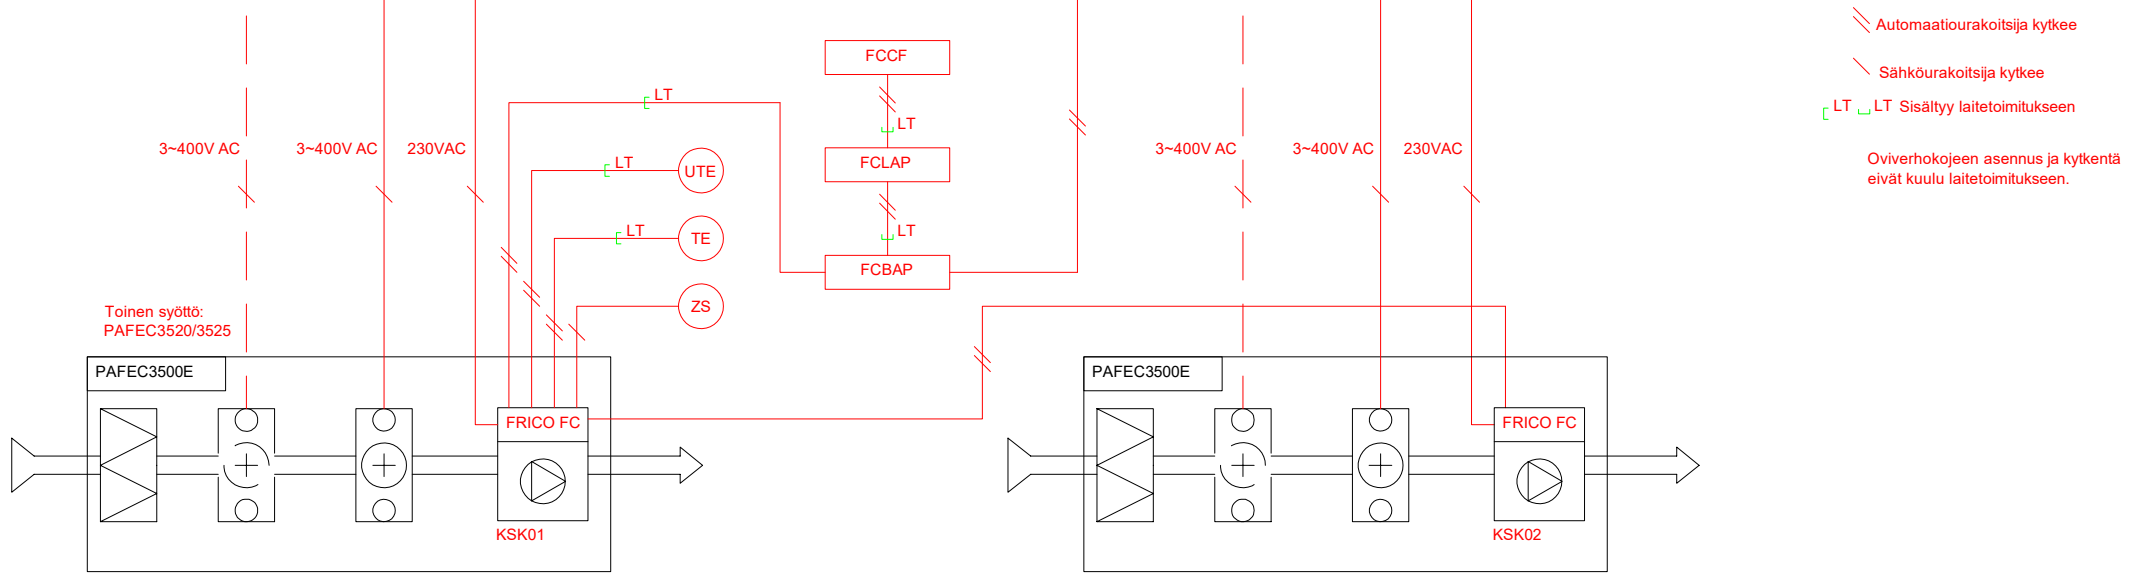 Automaatiourakoitsija kytkee
Sähköurakoitsija kytkee
LT LT Sisältyy laitetoimitukseen
Oviverhokojeen asennus ja kytkentä
eivät kuulu laitetoimitukseen.
FCCF
LT
LT
3~400V AC
3~400V AC
230VAC
LT
UTE
FCLAP
3~400V AC
3~400V AC
230VAC
LT
TE
LT
FCBAP
ZS
Toinen syöttö:
PAFEC3520/3525
PAFEC3500E
PAFEC3500E
FRICO FC
FRICO FC
KSK01
KSK02